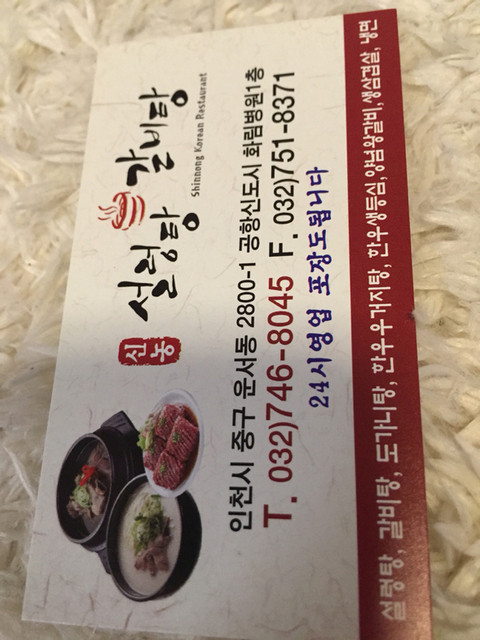 신농
설렁탕 갈비탕
Shinnong Korean Restaurant
인천시 중구 운서동 2800-1 공항신도시 화림병원1층
T. 032)746-8045 F. 032)751-8371
24시영업 포장도됩니다
설렁탕, 갈비탕, 도가니탕, 한우우거지탕, 한우생등심,양념왕갈비,생삼겹살, 냉면